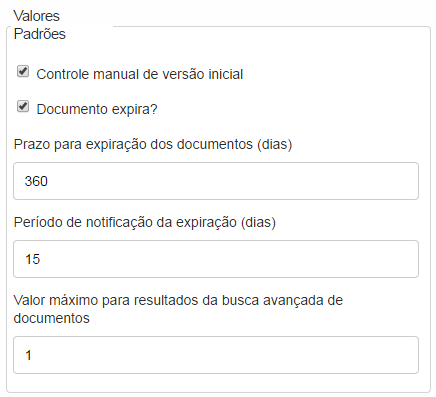 Valores
Padrões
Controle manual de versão inicial
Documento expira?
Prazo para expiração dos documentos (dias)
360
Período de notificação da expiração (dias)
15
Valor máximo para resultados da busca avançada de
documentos
1